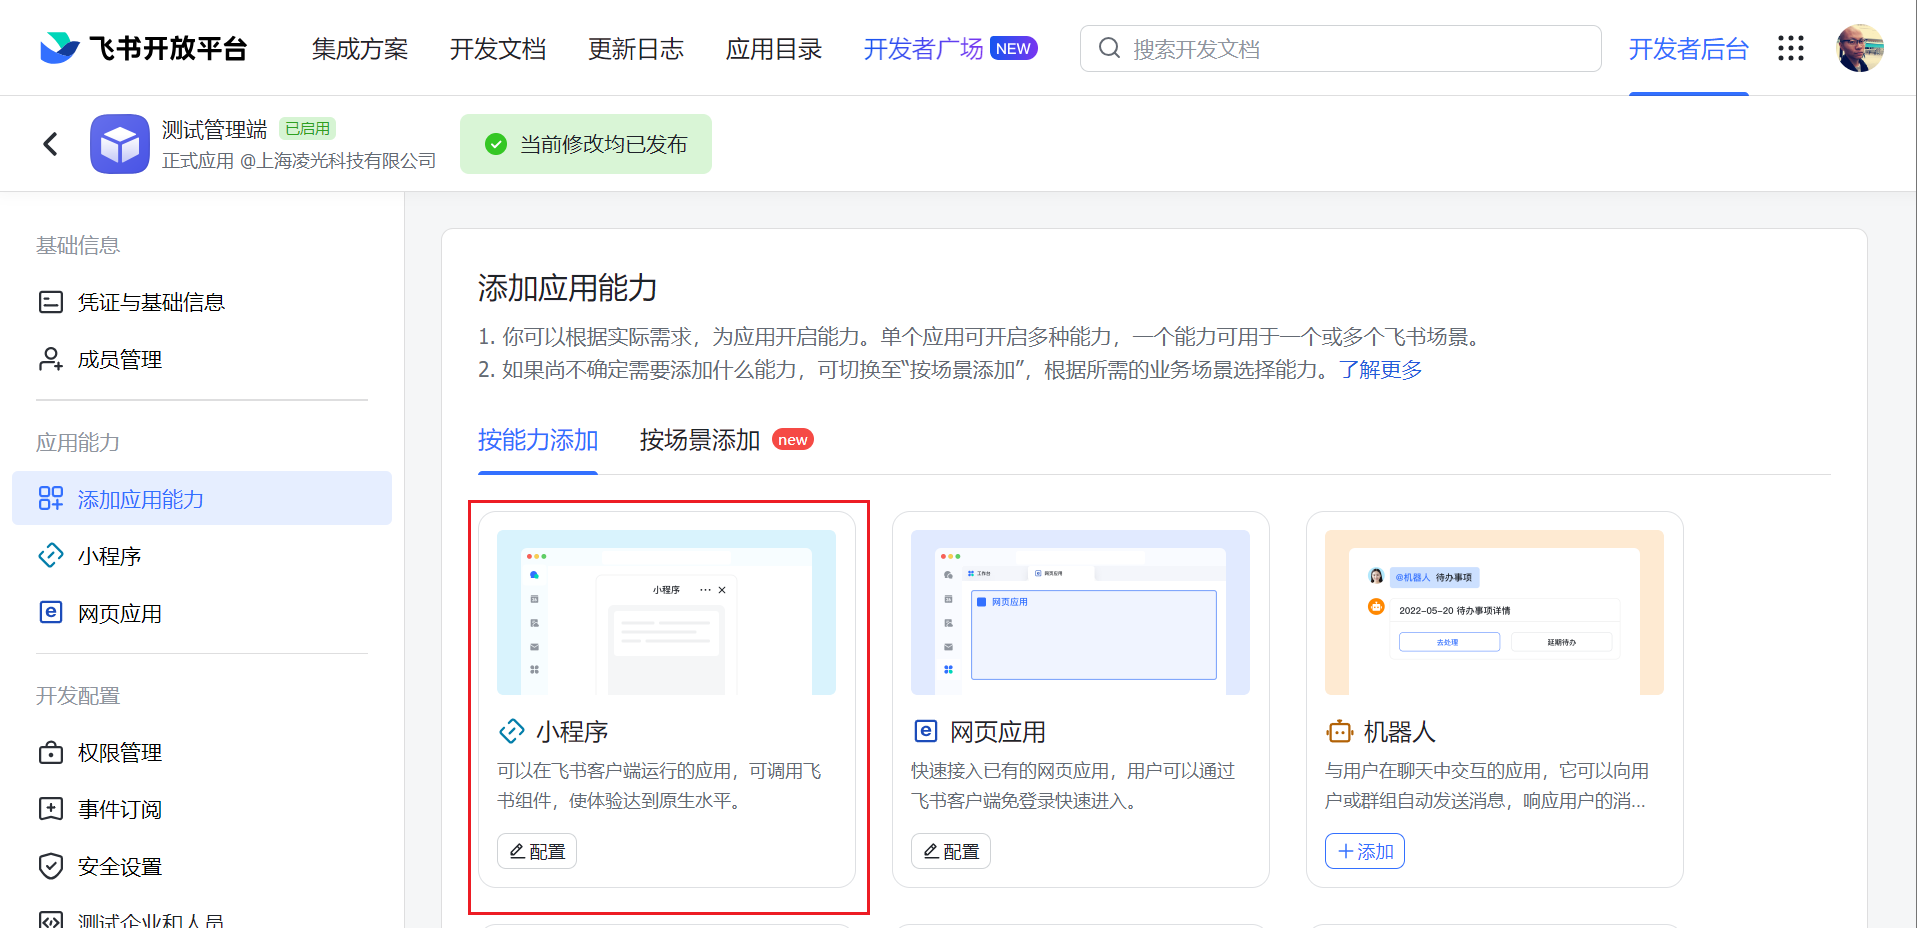 飞书开放平台
集成方案
开发文档
更新日志
应用目录
开发者广场 NEW
搜索开发文档
开发者后台
测试管理端 已启用
正式应用 @上海凌光科技有限公司
当前修改均已发布
基础信息
凭证与基础信息
成员管理
应用能力
添加应用能力
小程序
网页应用
开发配置
权限管理
事件订阅
安全设置
测试企业和人员
添加应用能力
1. 你可以根据实际需求，为应用开启能力。单个应用可开启多种能力，一个能力可用于一个或多个飞书场景。
2. 如果尚不确定需要添加什么能力，可切换至“按场景添加”，根据所需的业务场景选择能力。了解更多
按能力添加
按场景添加 new
小程序
小程序
可以在飞书客户端运行的应用，可调用飞
书组件，使体验达到原生水平。
配置
工作台
网页应用
网页应用
网页应用
快速接入已有的网页应用，用户可以通过
飞书客户端免登录快速进入。
配置
@机器人 待办事项
2022-05-20 待办事项详情
去处理
延期待办
机器人
与用户在聊天中交互的应用，它可以向用
户或群组自动发送消息，响应用户的消...
添加